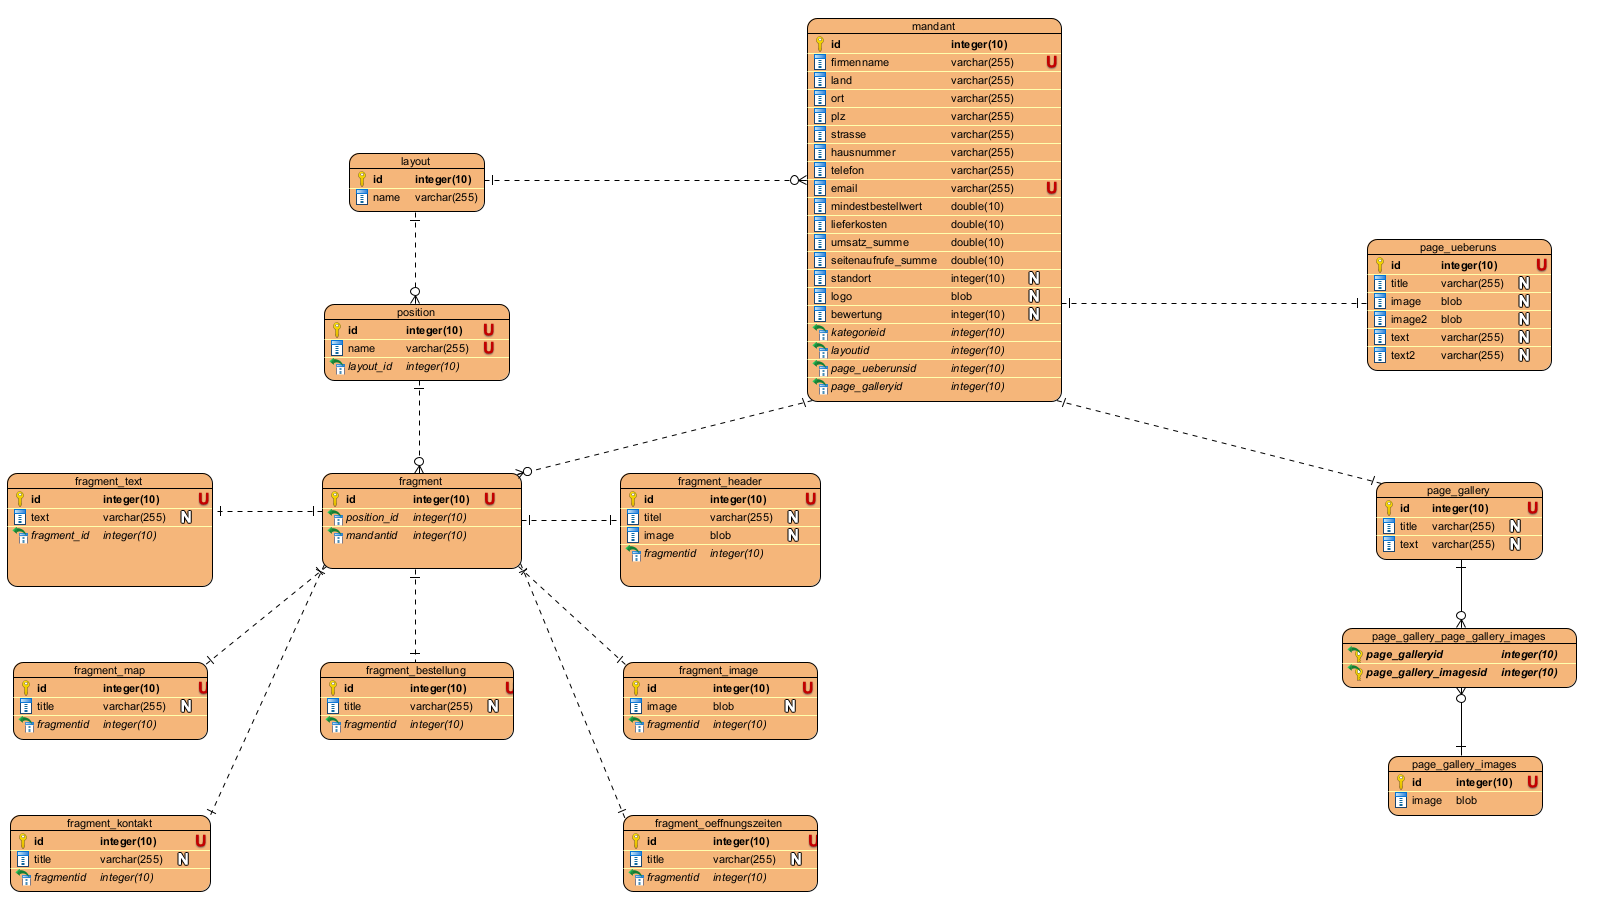 mandant
id integer(10)
firmenname varchar(255) U
land varchar(255)
ort varchar(255)
plz varchar(255)
strasse varchar(255)
hausnummer varchar(255)
telefon varchar(255)
email varchar(255) U
mindestbestellwert double(10)
lieferkosten double(10)
umsatz_summe double(10)
seitenaufrufe_summe double(10)
standort integer(10) N
logo blob N
bewertung integer(10) N
kategorieid integer(10)
layoutid integer(10)
page_ueberunsid integer(10)
page_galleryid integer(10)
layout
id integer(10)
name varchar(255)
page_ueberuns
id integer(10) U
title varchar(255) N
image blob N
image2 blob N
text varchar(255) N
text2 varchar(255) N
position
id integer(10) U
name varchar(255) U
layout_id integer(10)
fragment_text
id integer(10) U
text varchar(255) N
fragment_id integer(10)
fragment
id integer(10) U
position_id integer(10)
mandantid integer(10)
fragment_header
id integer(10) U
titel varchar(255) N
image blob N
fragmentid integer(10)
page_gallery
id integer(10) U
title varchar(255) N
text varchar(255) N
page_gallery_page_gallery_images
page_galleryid integer(10)
page_gallery_imagesid integer(10)
fragment_map
id integer(10) U
title varchar(255) N
fragmentid integer(10)
fragment_bestellung
id integer(10) U
title varchar(255) N
fragmentid integer(10)
fragment_image
id integer(10) U
image blob N
fragmentid integer(10)
page_gallery_images
id integer(10) U
image blob
fragment_kontakt
id integer(10) U
title varchar(255) N
fragmentid integer(10)
fragment_oeffnungszeiten
id integer(10) U
title varchar(255) N
fragmentid integer(10)